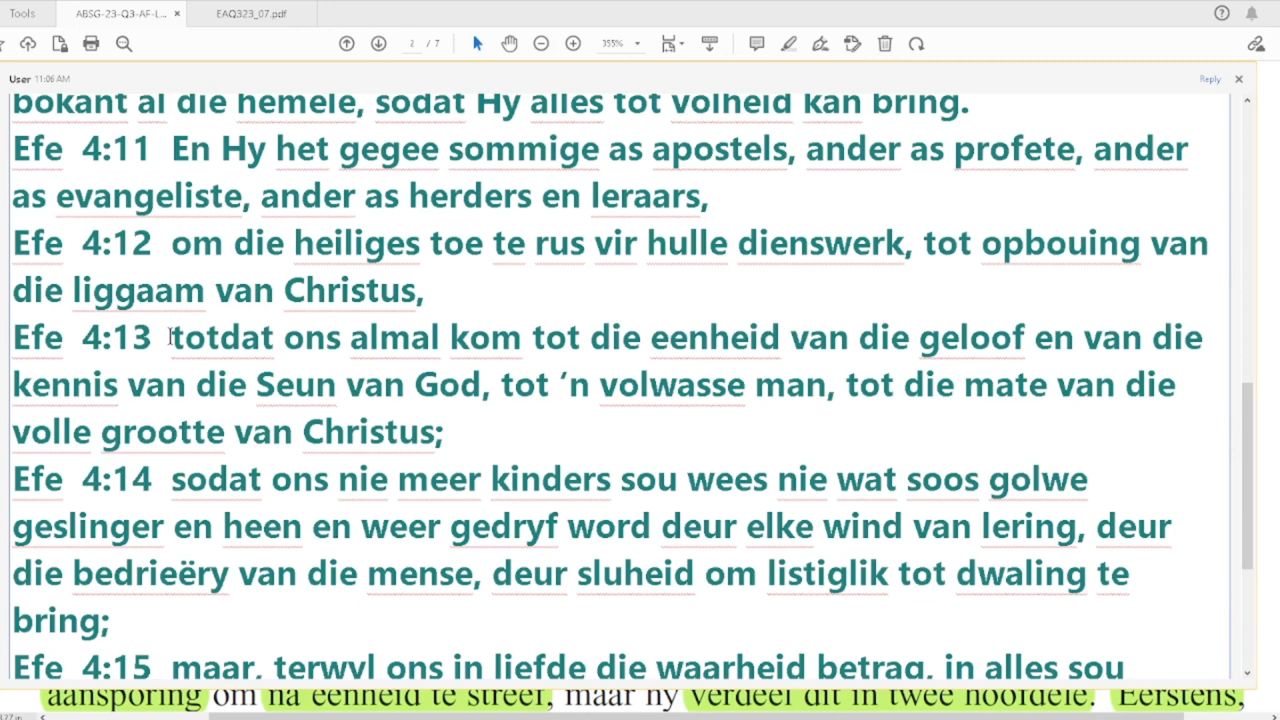 Tools ABSG-23-Q3-AF-L... × EAQ323_07.pdf
2 / 7 355%
User 11:06 AM Reply
bokant al die hemele, sodat Hy alles tot volheid kan bring.
Efe 4:11 En Hy het gegee sommige as apostels, ander as profete, ander
as evangeliste, ander as herders en leraars,
Efe 4:12 om die heiliges toe te rus vir hulle dienswerk, tot opbouing van
die liggaam van Christus,
Efe 4:13 totdat ons almal kom tot die eenheid van die geloof en van die
kennis van die Seun van God, tot ’n volwasse man, tot die mate van die
volle grootte van Christus;
Efe 4:14 sodat ons nie meer kinders sou wees nie wat soos golwe
geslinger en heen en weer gedryf word deur elke wind van lering, deur
die bedrieëry van die mense, deur sluheid om listiglik tot dwaling te
bring;
Efe 4:15 maar, terwyl ons in liefde die waarheid betrag, in alles sou
aansporing om na eenheid te streef, maar hy verdeel dit in twee hoofdele. Eerstens,